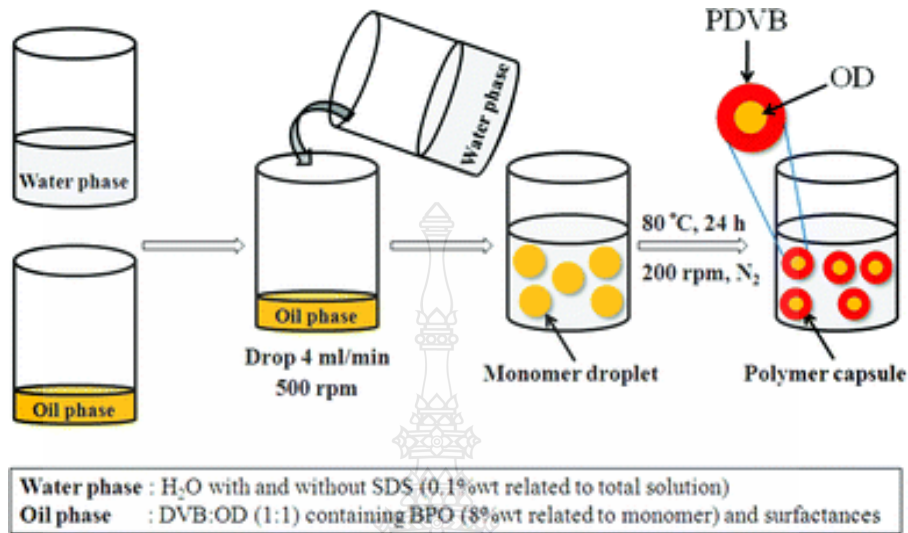 PDVB
OD
Water phase
Water phase
Oil phase
Oil phase
Drop 4 ml/min
500 rpm
Monomer droplet
80 °C, 24 h
200 rpm, N₂
Polymer capsule
Water phase : H₂O with and without SDS (0.1%wt related to total solution)
Oil phase : DVB:OD (1:1) containing BPO (8%wt related to monomer) and surfactances